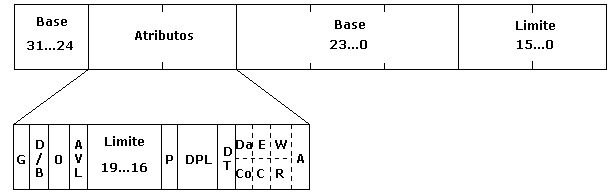 Base Atributos Base Limite
31...24 23...0 15...0
G D/B 0 AVL Limite 19...16 P DPL DT Da E W A
Co C R